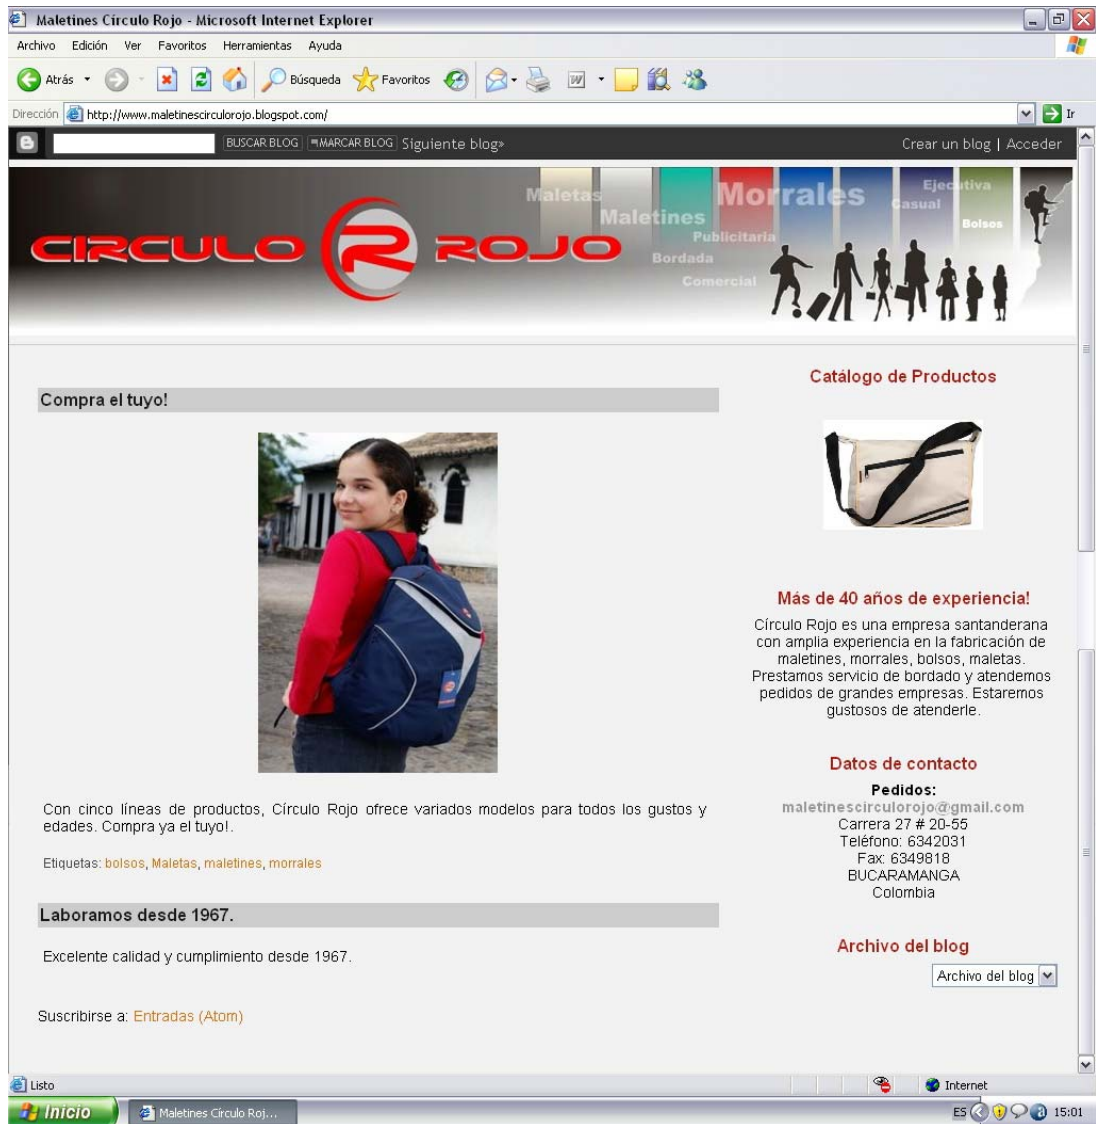 Maletines Círculo Rojo - Microsoft Internet Explorer
Archivo Edición Ver Favoritos Herramientas Ayuda
Atrás Búsqueda Favoritos
Dirección http://www.maletinescirculorojo.blogspot.com/ Ir
BUSCAR BLOG MARCAR BLOG Siguiente blog» Crear un blog | Acceder
CIRCULO R ROJO
Maletas
Maletines
Morrales
Publicitaria
Bordada
Comercial
Ejecutiva
Casual
Bolsos
Compra el tuyo!
Con cinco líneas de productos, Círculo Rojo ofrece variados modelos para todos los gustos y
edades. Compra ya el tuyo!.
Etiquetas: bolsos, Maletas, maletines, morrales
Laboramos desde 1967.
Excelente calidad y cumplimiento desde 1967.
Suscribirse a: Entradas (Atom)
Catálogo de Productos
Más de 40 años de experiencia!
Círculo Rojo es una empresa santanderana
con amplia experiencia en la fabricación de
maletines, morrales, bolsos, maletas.
Prestamos servicio de bordado y atendemos
pedidos de grandes empresas. Estaremos
gustosos de atenderle.
Datos de contacto
Pedidos:
maletinescirculorojo@gmail.com
Carrera 27 # 20-55
Teléfono: 6342031
Fax: 6349818
BUCARAMANGA
Colombia
Archivo del blog
Archivo del blog
Listo Internet
Inicio Maletines Círculo Roj... ES 15:01